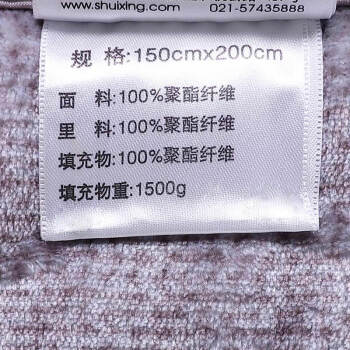 www.shuixing.com
021-57435888
规 格:150cmx200cm
面 料:100%聚酯纤维
里 料:100%聚酯纤维
填充物:100%聚酯纤维
填充物重:1500g